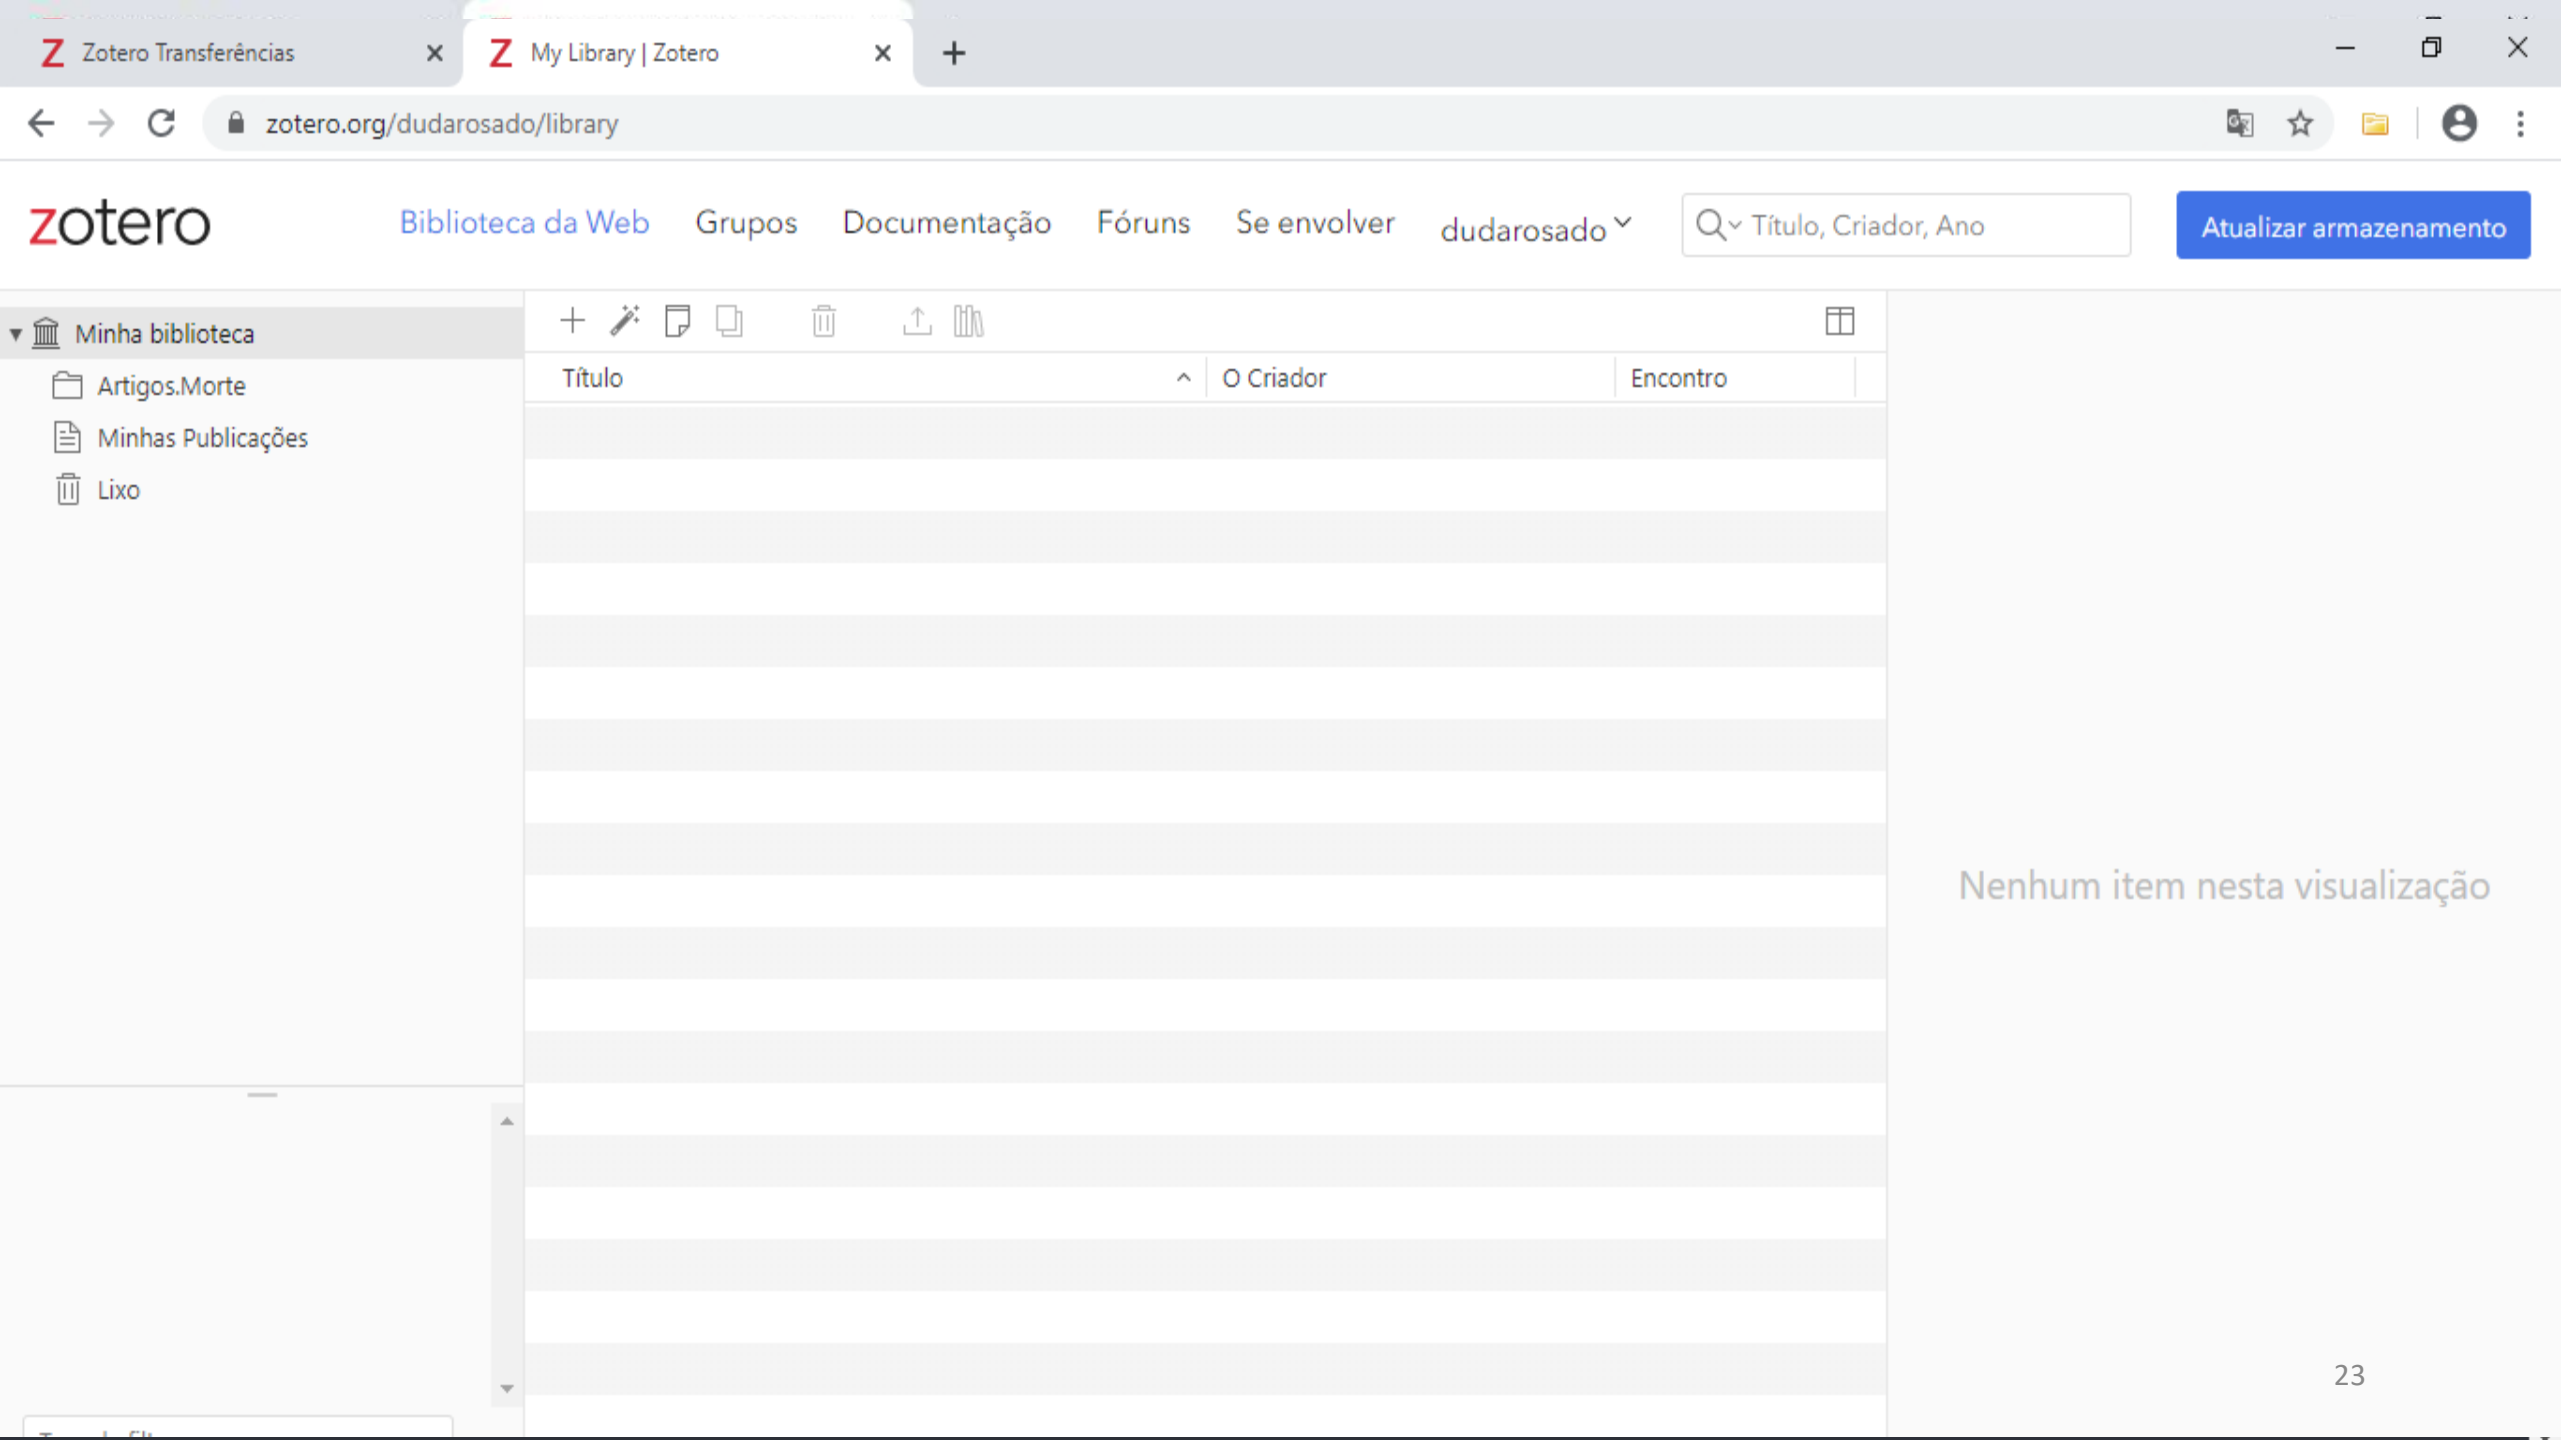 Zotero Transferências
My Library | Zotero
zotero.org/dudarosado/library
zotero
Biblioteca da Web
Grupos
Documentação
Fóruns
Se envolver
dudarosado
Título, Criador, Ano
Atualizar armazenamento
Minha biblioteca
Artigos.Morte
Minhas Publicações
Lixo
Título
O Criador
Encontro
Nenhum item nesta visualização
23